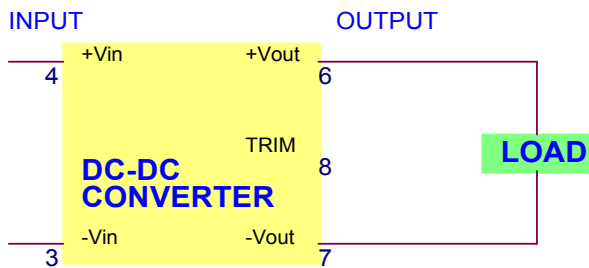 INPUT
OUTPUT
+Vin
+Vout
4
6
TRIM
8
DC-DC
CONVERTER
LOAD
-Vin
-Vout
3
7